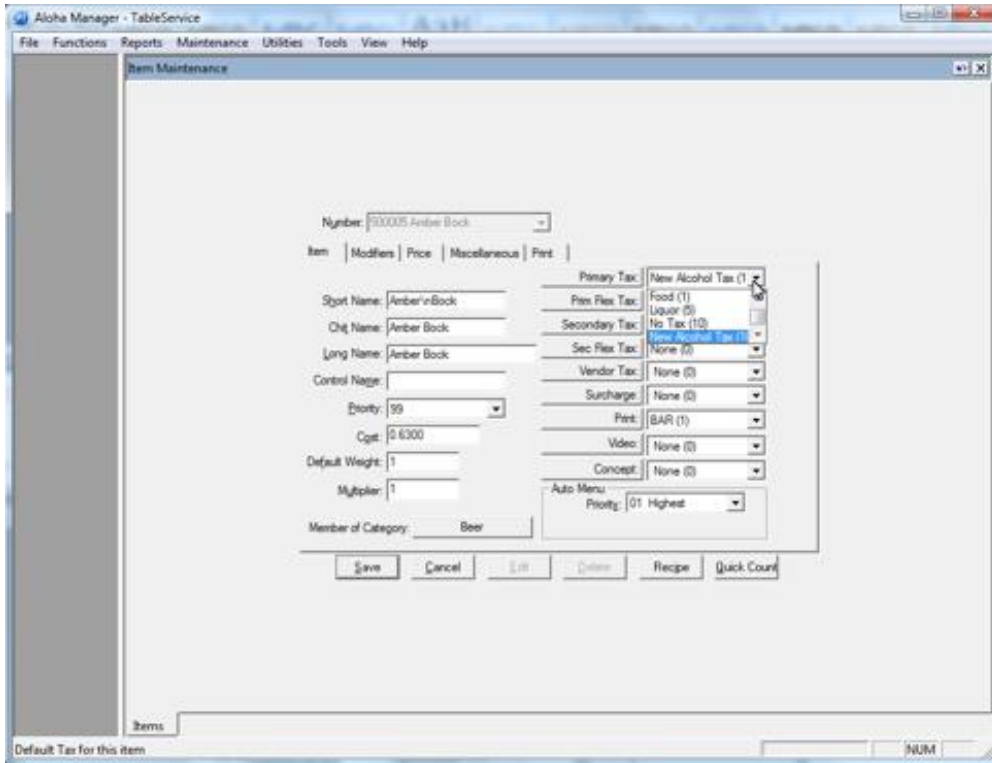 Aloha Manager - TableService
File Functions Reports Maintenance Utilities Tools View Help
Item Maintenance
Number: 500005 Amber Bock
Item Modifiers Price Miscellaneous Print
Primary Tax: New Alcohol Tax (1
Food (1)
Liquor (5)
No Tax (10)
New Alcohol Tax (1
Short Name: Amber\nBock
Prim Flex Tax:
Chit Name: Amber Bock
Secondary Tax:
Long Name: Amber Bock
Sec Flex Tax: None (0)
Control Name:
Vendor Tax: None (0)
Priority: 99
Surcharge: None (0)
Cost: 0.6300
Print: BAR (1)
Default Weight: 1
Video: None (0)
Multiplier: 1
Concept: None (0)
Auto Menu
Priority: 01 Highest
Member of Category: Beer
Save Cancel Edit Delete Recipe Quick Count
Items
Default Tax for this item
NUM